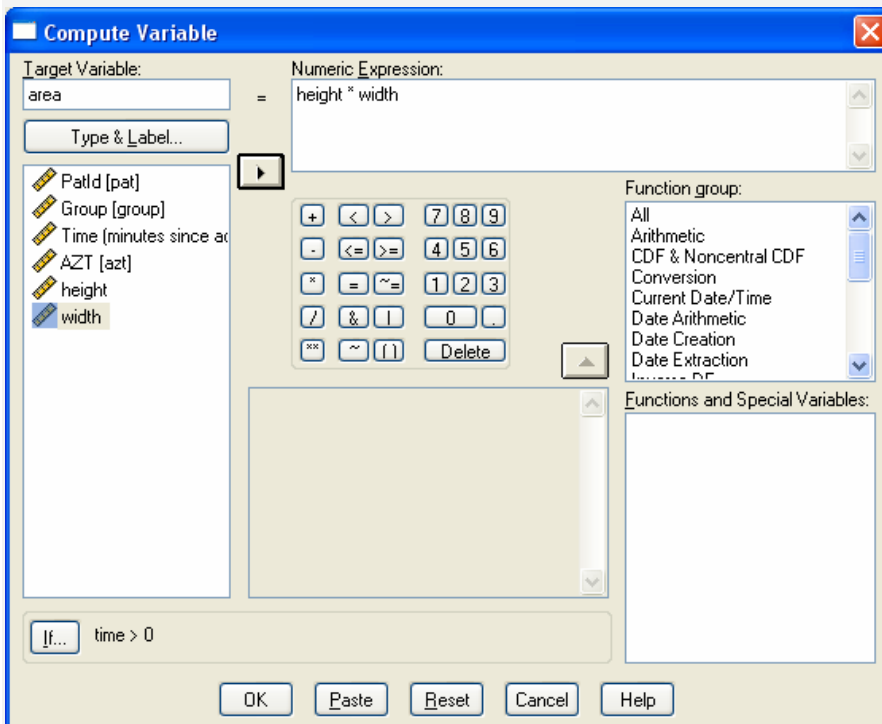 Compute Variable
Target Variable:
area
=
Numeric Expression:
height * width
Type & Label...
PatId [pat]
Group [group]
Time (minutes since
AZT [azt]
height
width
+ < > 7 8 9
- <= >= 4 5 6
* = ~= 1 2 3
/ & | 0 .
** ~ () Delete
Function group:
All
Arithmetic
CDF & Noncentral CDF
Conversion
Current Date/Time
Date Arithmetic
Date Creation
Date Extraction
Functions and Special Variables:
If... time > 0
OK Paste Reset Cancel Help